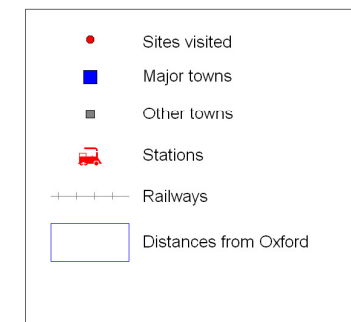 Sites visited
Major towns
Other towns
Stations
Railways
Distances from Oxford